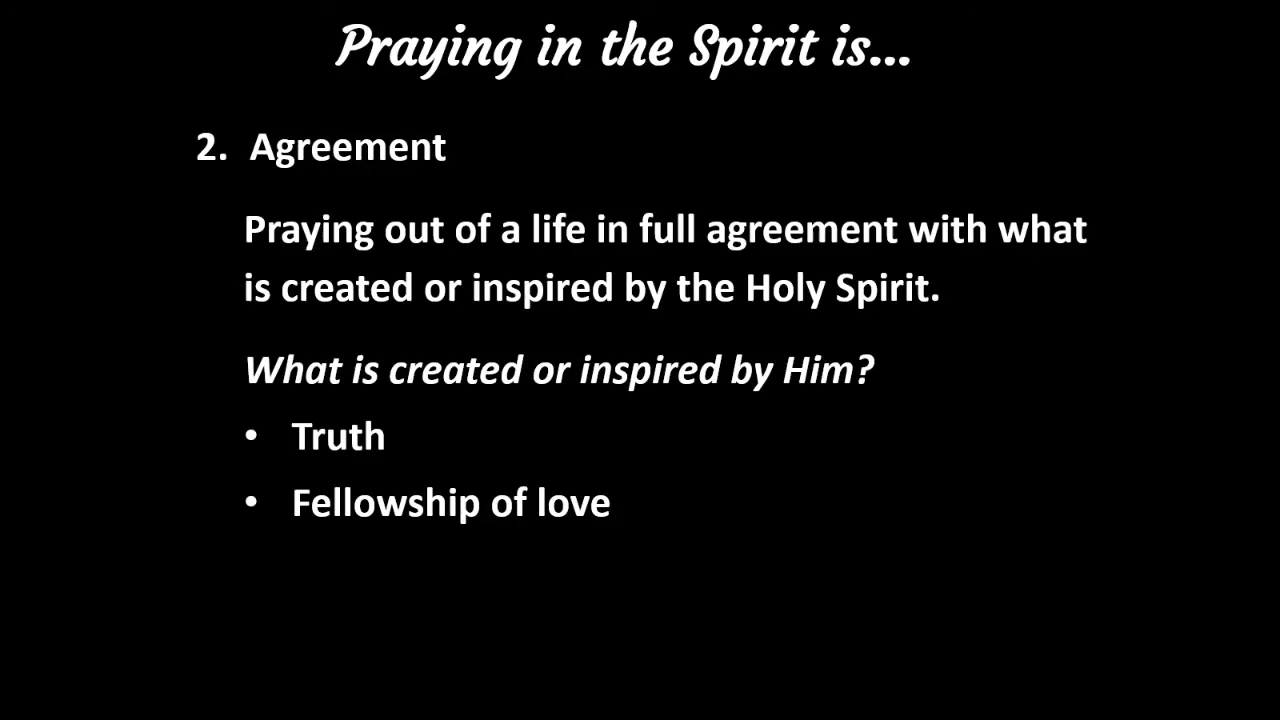 Praying in the Spirit is...
2. Agreement
Praying out of a life in full agreement with what
is created or inspired by the Holy Spirit.
What is created or inspired by Him?
• Truth
• Fellowship of love